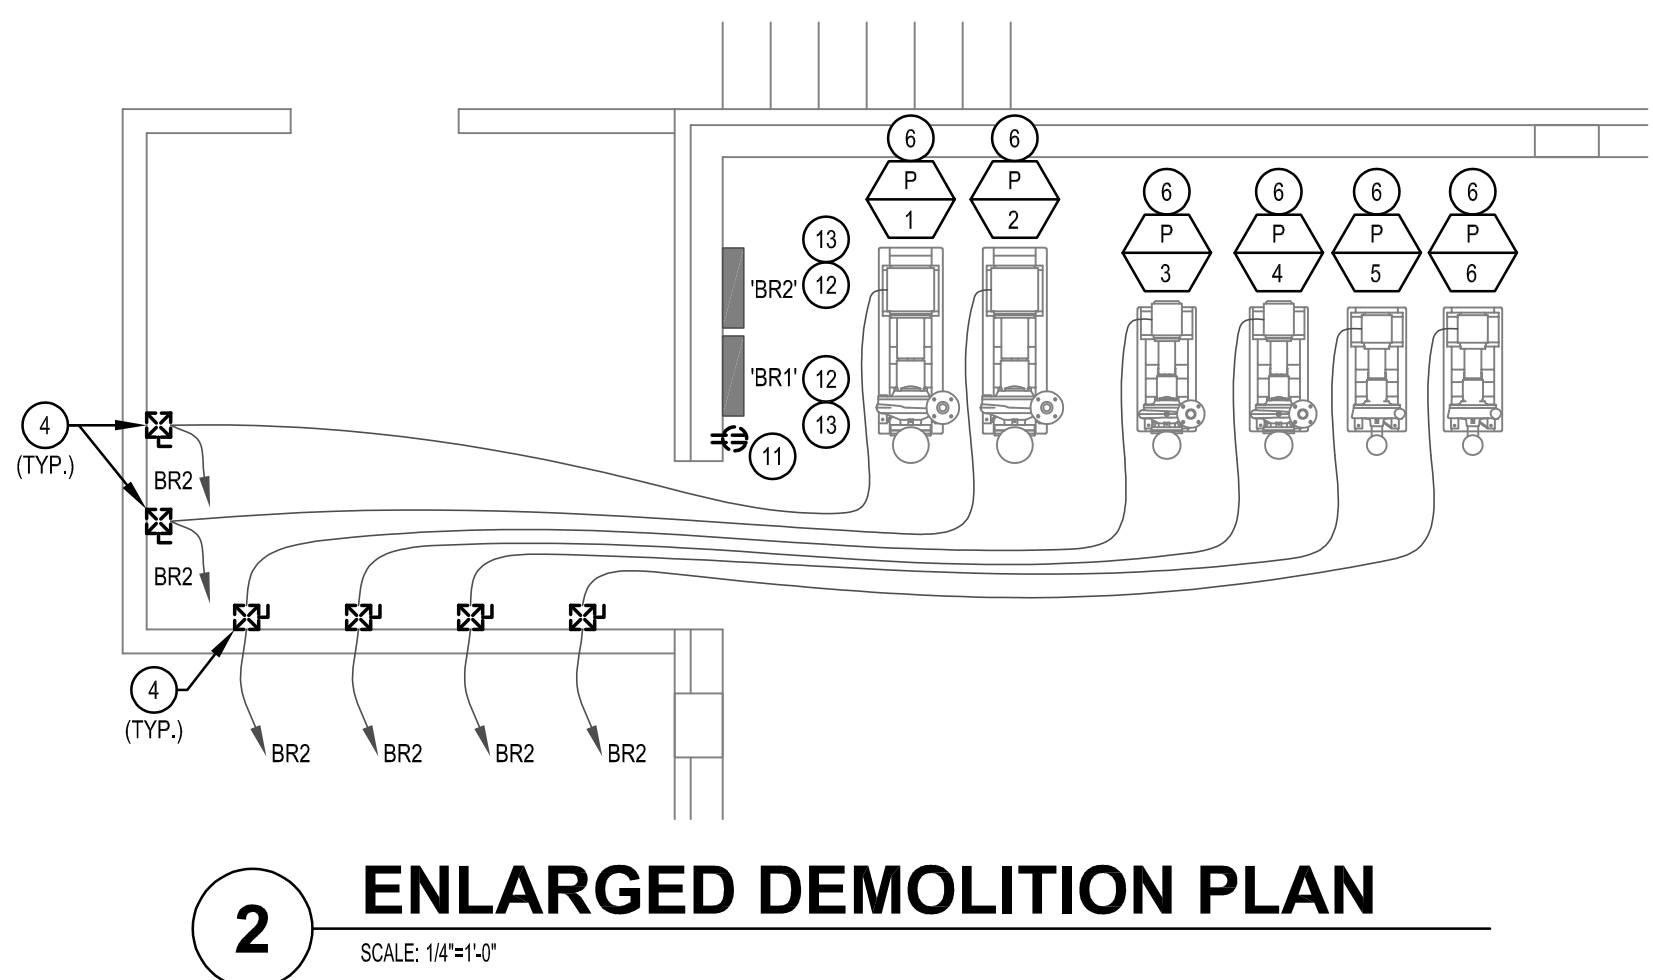 6
6
P
1
P
2
6
6
6
6
P
3
P
4
P
5
P
6
13
'BR2'
12
'BR1'
12
13
11
4
(TYP.)
BR2
BR2
4
(TYP.)
BR2
BR2
BR2
BR2
2
ENLARGED DEMOLITION PLAN
SCALE: 1/4"=1'-0"